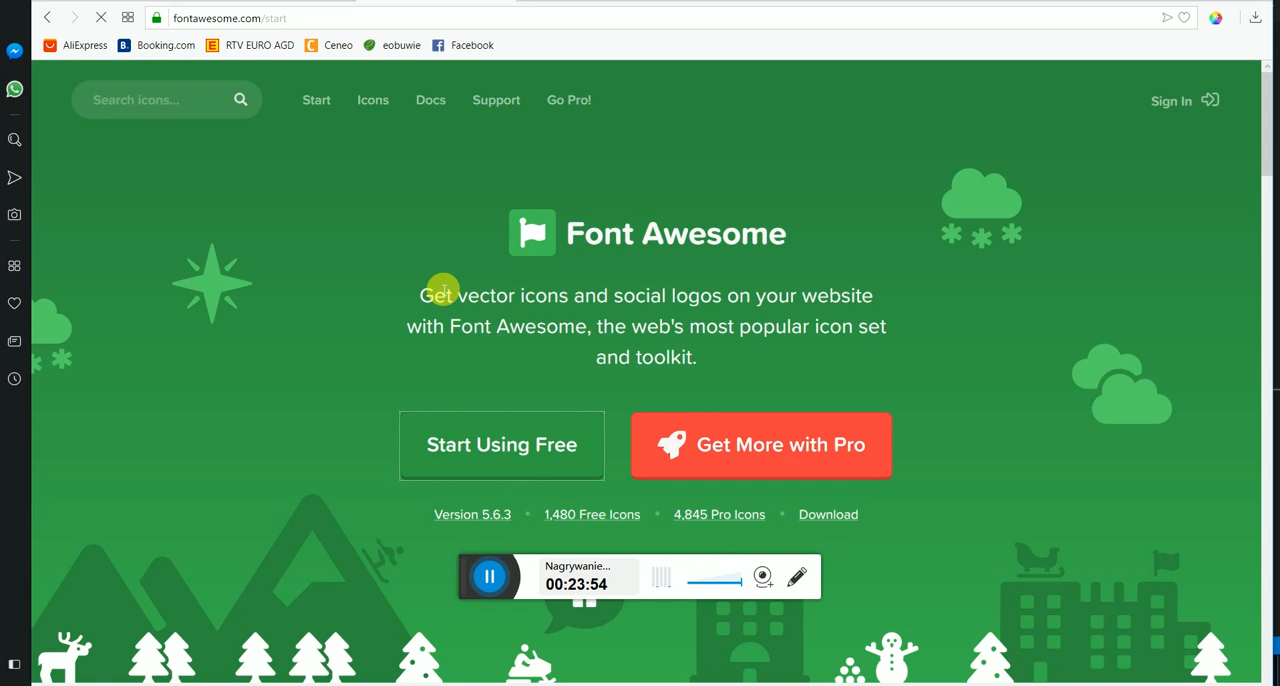 fontawesome.com/start
AliExpress B. Booking.com E RTV EURO AGD C Ceneo eobuwie f Facebook
Search icons... Start Icons Docs Support Go Pro! Sign In
Font Awesome
Get vector icons and social logos on your website
with Font Awesome, the web's most popular icon set
and toolkit.
Start Using Free Get More with Pro
Version 5.6.3 • 1,480 Free Icons • 4,845 Pro Icons • Download
Nagrywanie...
00:23:54